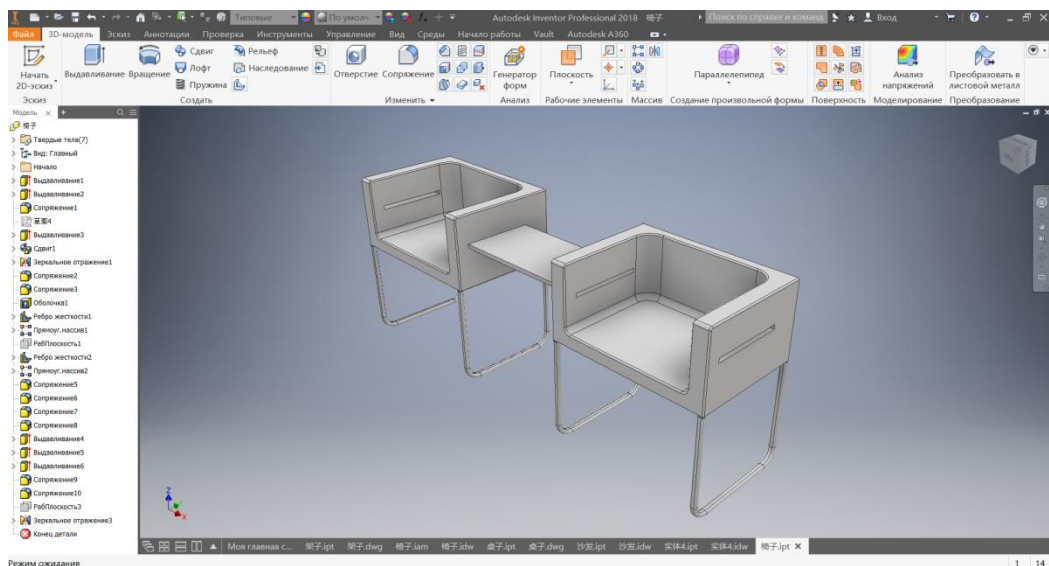 Типовые
По умолч
Autodesk Inventor Professional 2018 椅子
Поиск по справке и команд
Вход
Файл 3D-модель Эскиз Аннотации Проверка Инструменты Управление Вид Среды Начало работы Vault Autodesk A360
Начать 2D-эскиз
Выдавливание Вращение
Сдвиг
Лофт
Пружина
Рельеф
Наследование
Отверстие Сопряжение
Генератор форм
Плоскость
Параллелепипед
Анализ напряжений
Преобразовать в листовой металл
Эскиз Создать Изменить Анализ Рабочие элементы Массив Создание произвольной формы Поверхность Моделирование Преобразование
Модель
椅子
Твердые тела(7)
Вид: Главный
Начало
Выдавливание1
Выдавливание2
Сопряжение1
草图4
Выдавливание3
Сдвиг1
Зеркальное отражение1
Сопряжение2
Сопряжение3
Оболочка1
Ребро жесткости1
Прямоуг.массив1
РабПлоскость1
Ребро жесткости2
Прямоуг.массив2
Сопряжение5
Сопряжение6
Сопряжение7
Сопряжение8
Выдавливание4
Выдавливание5
Выдавливание6
Сопряжение9
Сопряжение10
РабПлоскость3
Зеркальное отражение3
Конец детали
Z
X
Моя главная с... 架子.ipt 架子.dwg 椅子.iam 椅子.idw 桌子.ipt 桌子.dwg 沙发.ipt 沙发.idw 实体4.ipt 实体4.idw 椅子.ipt
Режим ожидания
1 14